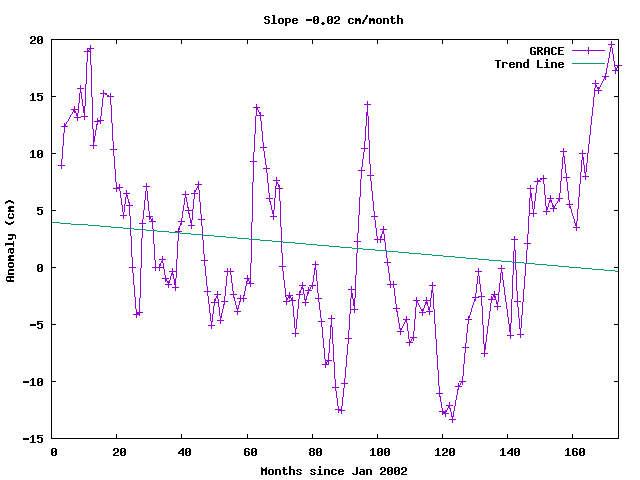 Slope -0.02 cm/month
GRACE
Trend Line
20
15
10
5
0
-5
-10
-15
Anomaly (cm)
0 20 40 60 80 100 120 140 160
Months since Jan 2002